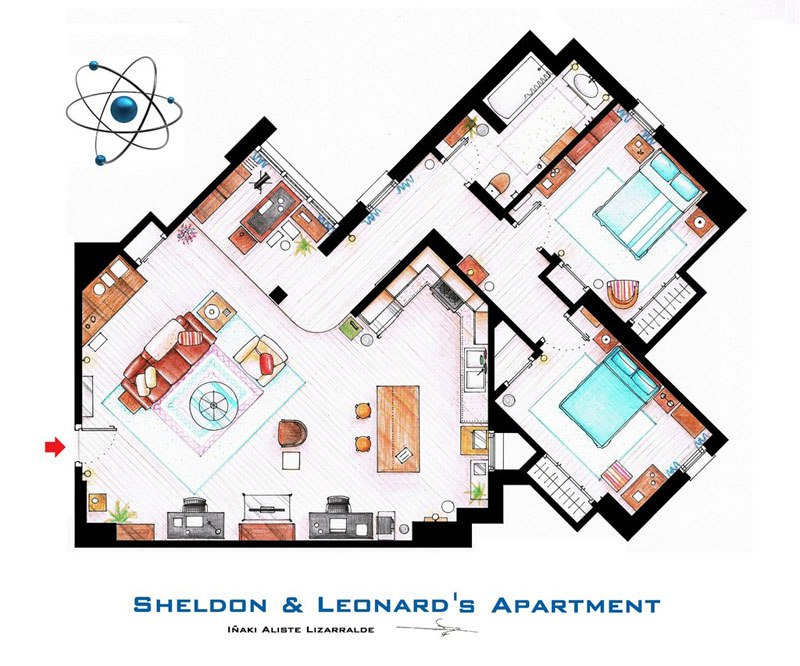 Sheldon & Leonard's Apartment
Iñaki Aliste Lizarralde